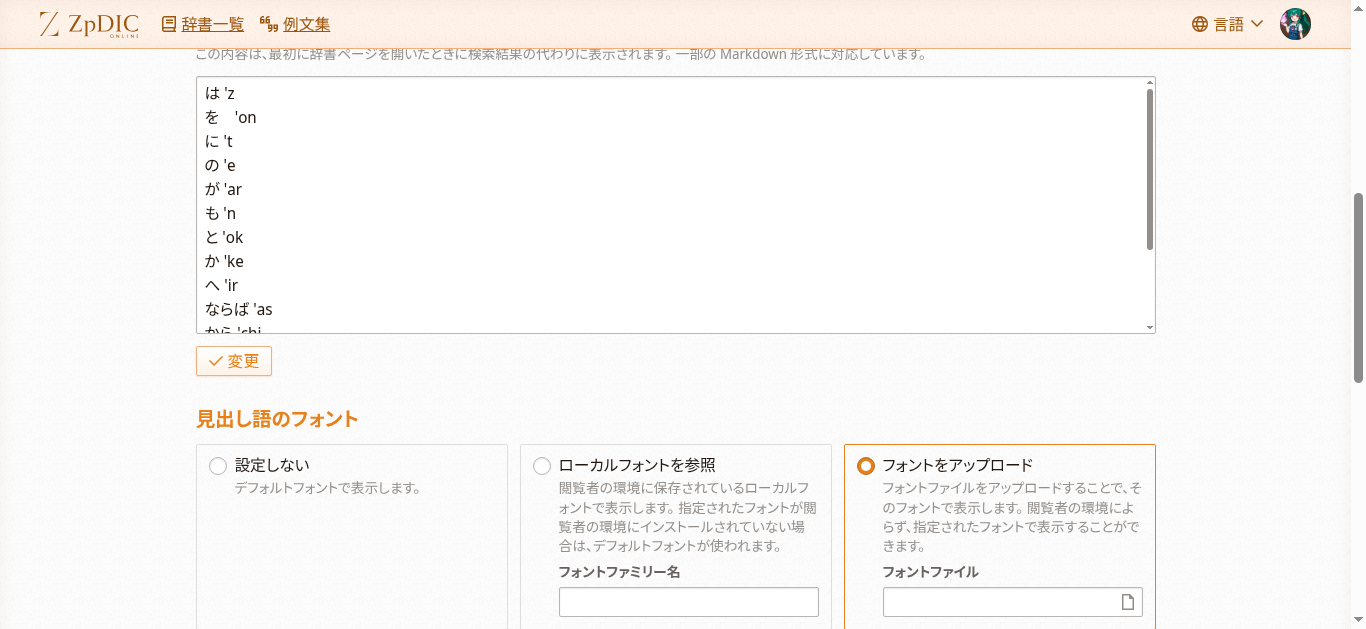 ZpDIC ONLINE 辞書一覧 例文集 言語
この内容は、最初に辞書ページを開いたときに検索結果の代わりに表示されます。一部の Markdown 形式に対応しています。
は 'z
を　'on
に 't
の 'e
が 'ar
も 'n
と 'ok
か 'ke
へ 'ir
ならば 'as
から 'chi
変更
見出し語のフォント
設定しない
デフォルトフォントで表示します。
ローカルフォントを参照
閲覧者の環境に保存されているローカルフ
ォントで表示します。指定されたフォントが閲
覧者の環境にインストールされていない場
合は、デフォルトフォントが使われます。
フォントファミリー名
フォントをアップロード
フォントファイルをアップロードすることで、そ
のフォントで表示します。閲覧者の環境によ
らず、指定されたフォントで表示することがで
きます。
フォントファイル